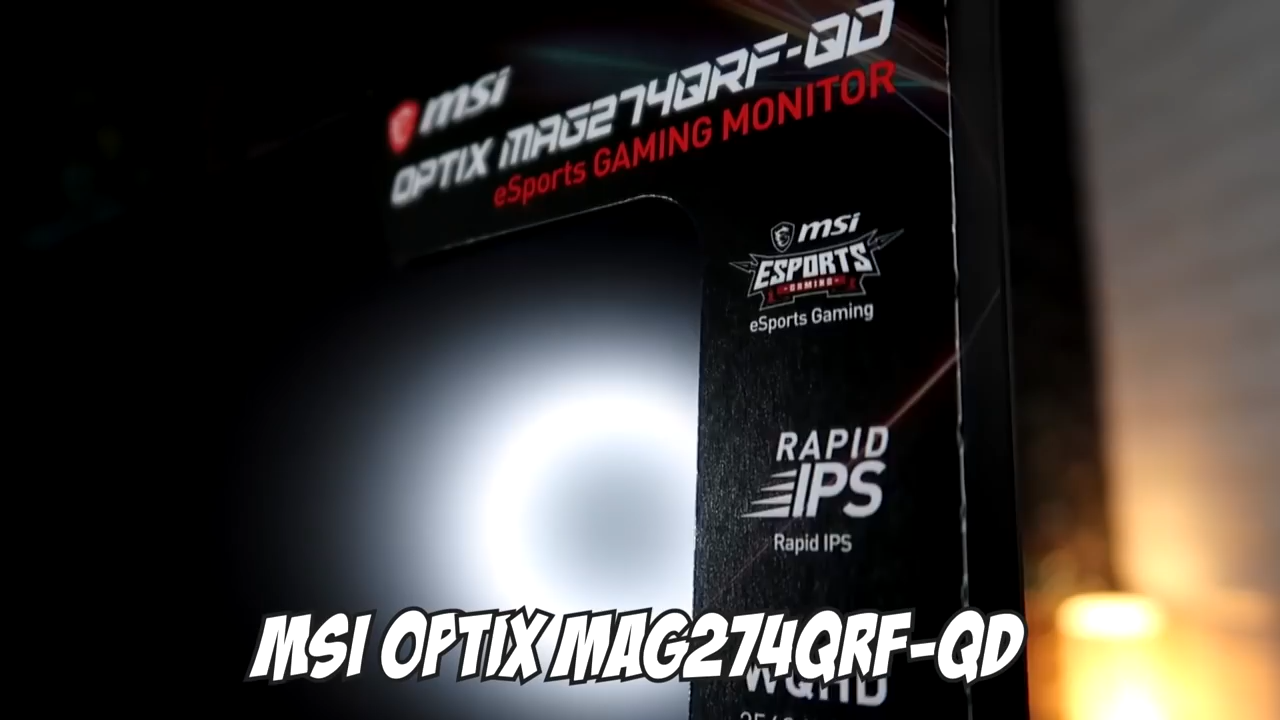 msi
OPTIX MAG274QRF-QD
eSports GAMING MONITOR
msi
ESPORTS
GAMING
eSports Gaming
RAPID
IPS
Rapid IPS
MSI OPTIX MAG274QRF-QD
WQHD